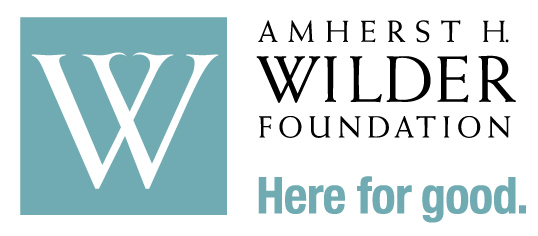 W
AMHERST H.
WILDER
FOUNDATION
Here for good.